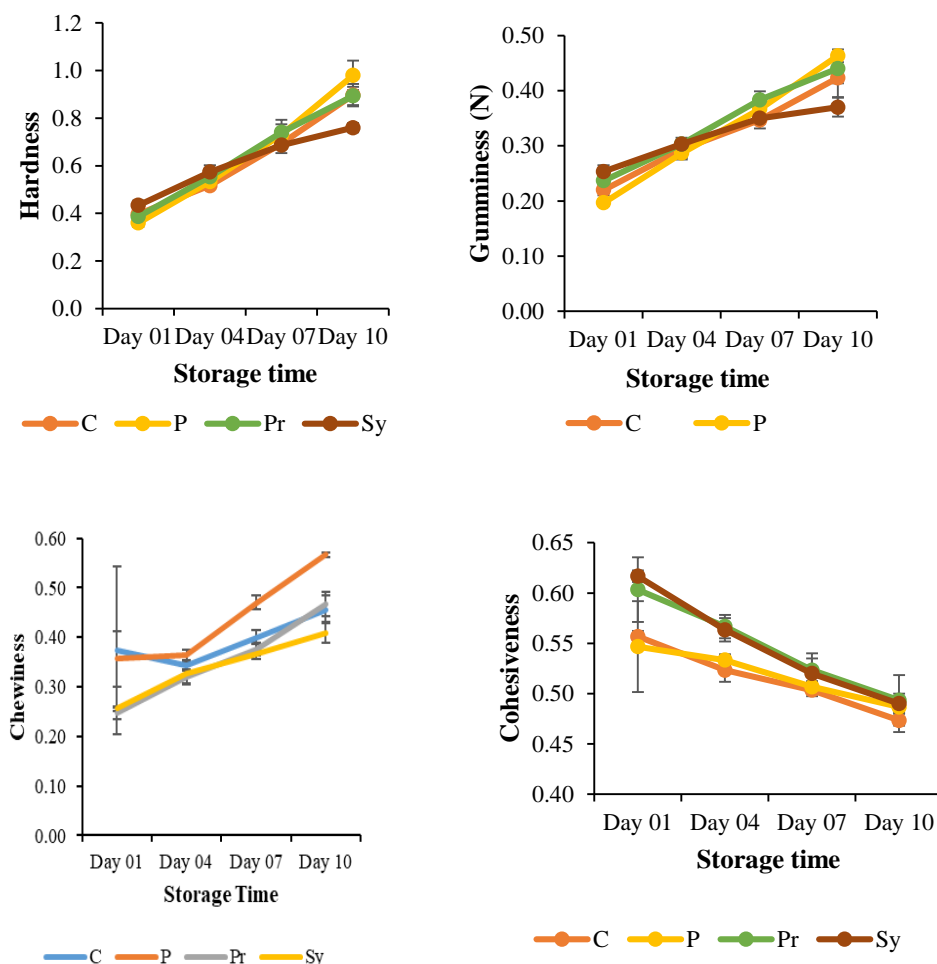 Hardness
1.2
1.0
0.8
0.6
0.4
0.2
0.0
Day 01 Day 04 Day 07 Day 10
Storage time
C P Pr Sy
Gumminess (N)
0.50
0.40
0.30
0.20
0.10
0.00
Day 01 Day 04 Day 07 Day 10
Storage time
C P
Chewiness
0.60
0.50
0.40
0.30
0.20
0.00
Day 01 Day 04 Day 07 Day 10
Storage Time
C P Pr Sy
Cohesiveness
0.65
0.60
0.55
0.50
0.45
0.40
Day 01 Day 04 Day 07 Day 10
Storage time
C P Pr Sy